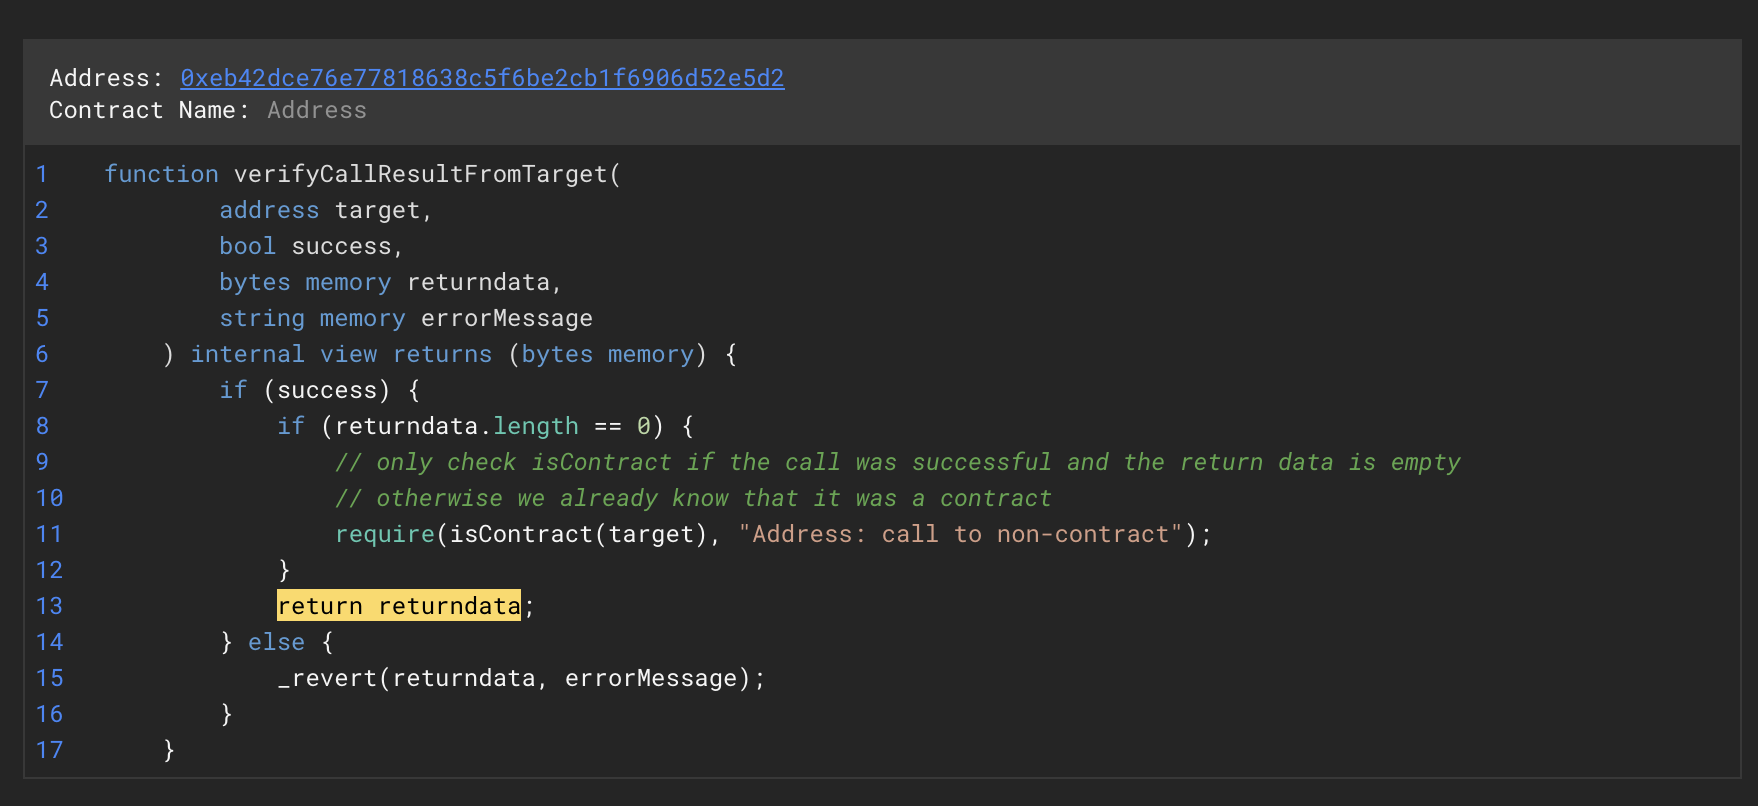 Address: 0xeb42dce76e77818638c5f6be2cb1f6906d52e5d2
Contract Name: Address
1 function verifyCallResultFromTarget(
2 address target,
3 bool success,
4 bytes memory returndata,
5 string memory errorMessage
6 ) internal view returns (bytes memory) {
7 if (success) {
8 if (returndata.length == 0) {
9 // only check isContract if the call was successful and the return data is empty
10 // otherwise we already know that it was a contract
11 require(isContract(target), "Address: call to non-contract");
12 }
13 return returndata;
14 } else {
15 _revert(returndata, errorMessage);
16 }
17 }